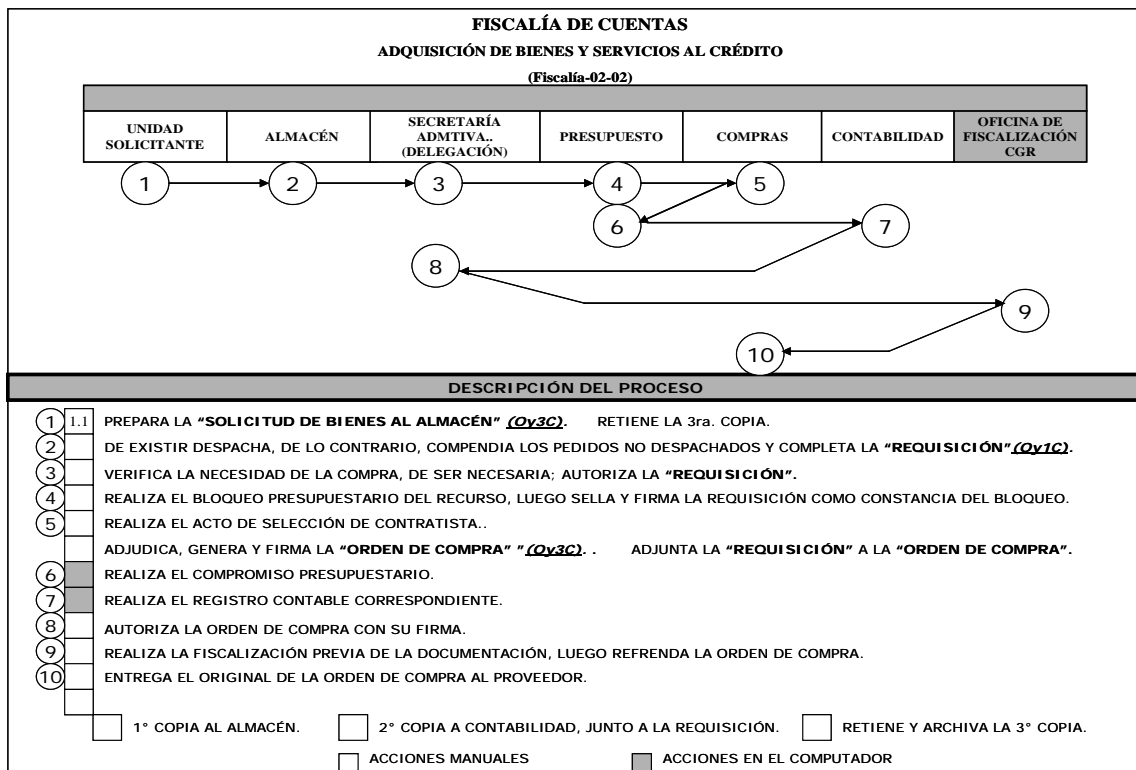 FISCALÍA DE CUENTAS
ADQUISICIÓN DE BIENES Y SERVICIOS AL CRÉDITO
(Fiscalía-02-02)
UNIDAD SOLICITANTE
ALMACÉN
SECRETARÍA ADMTIVA.. (DELEGACIÓN)
PRESUPUESTO
COMPRAS
CONTABILIDAD
OFICINA DE FISCALIZACIÓN CGR
1 2 3 4 5
6 7
8
9
10
DESCRIPCIÓN DEL PROCESO
1 1.1 PREPARA LA “SOLICITUD DE BIENES AL ALMACÉN” (Oy3C). RETIENE LA 3ra. COPIA.
2 DE EXISTIR DESPACHA, DE LO CONTRARIO, COMPENDIA LOS PEDIDOS NO DESPACHADOS Y COMPLETA LA “REQUISICIÓN”(Oy1C).
3 VERIFICA LA NECESIDAD DE LA COMPRA, DE SER NECESARIA; AUTORIZA LA “REQUISICIÓN”.
4 REALIZA EL BLOQUEO PRESUPUESTARIO DEL RECURSO, LUEGO SELLA Y FIRMA LA REQUISICIÓN COMO CONSTANCIA DEL BLOQUEO.
5 REALIZA EL ACTO DE SELECCIÓN DE CONTRATISTA..
ADJUDICA, GENERA Y FIRMA LA “ORDEN DE COMPRA” ”(Oy3C). . ADJUNTA LA “REQUISICIÓN” A LA “ORDEN DE COMPRA”.
6 REALIZA EL COMPROMISO PRESUPUESTARIO.
7 REALIZA EL REGISTRO CONTABLE CORRESPONDIENTE.
8 AUTORIZA LA ORDEN DE COMPRA CON SU FIRMA.
9 REALIZA LA FISCALIZACIÓN PREVIA DE LA DOCUMENTACIÓN, LUEGO REFRENDA LA ORDEN DE COMPRA.
10 ENTREGA EL ORIGINAL DE LA ORDEN DE COMPRA AL PROVEEDOR.
1° COPIA AL ALMACÉN. 2° COPIA A CONTABILIDAD, JUNTO A LA REQUISICIÓN. RETIENE Y ARCHIVA LA 3° COPIA.
ACCIONES MANUALES ACCIONES EN EL COMPUTADOR